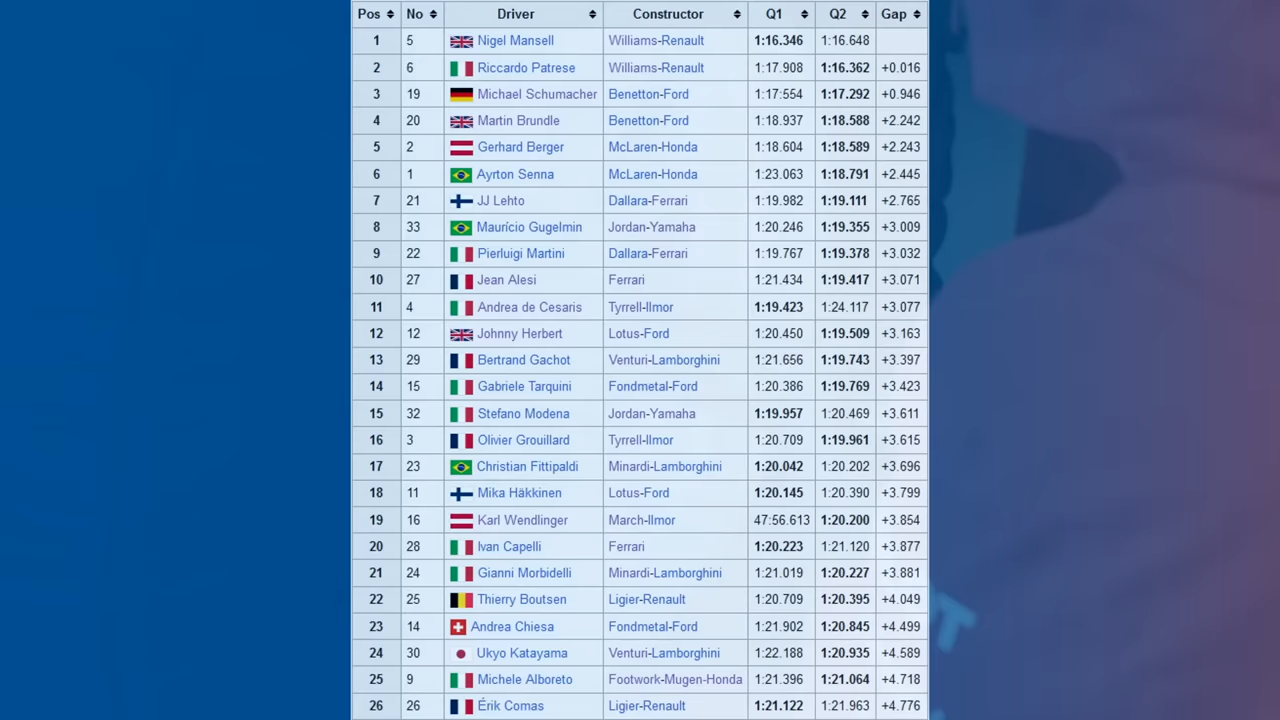 Pos No Driver Constructor Q1 Q2 Gap
1 5 Nigel Mansell Williams-Renault 1:16.346 1:16.648
2 6 Riccardo Patrese Williams-Renault 1:17.908 1:16.362 +0.016
3 19 Michael Schumacher Benetton-Ford 1:17:554 1:17.292 +0.946
4 20 Martin Brundle Benetton-Ford 1:18.937 1:18.588 +2.242
5 2 Gerhard Berger McLaren-Honda 1:18.604 1:18.589 +2.243
6 1 Ayrton Senna McLaren-Honda 1:23.063 1:18.791 +2.445
7 21 JJ Lehto Dallara-Ferrari 1:19.982 1:19.111 +2.765
8 33 Maurício Gugelmin Jordan-Yamaha 1:20.246 1:19.355 +3.009
9 22 Pierluigi Martini Dallara-Ferrari 1:19.767 1:19.378 +3.032
10 27 Jean Alesi Ferrari 1:21.434 1:19.417 +3.071
11 4 Andrea de Cesaris Tyrrell-Ilmor 1:19.423 1:24.117 +3.077
12 12 Johnny Herbert Lotus-Ford 1:20.450 1:19.509 +3.163
13 29 Bertrand Gachot Venturi-Lamborghini 1:21.656 1:19.743 +3.397
14 15 Gabriele Tarquini Fondmetal-Ford 1:20.386 1:19.769 +3.423
15 32 Stefano Modena Jordan-Yamaha 1:19.957 1:20.469 +3.611
16 3 Olivier Grouillard Tyrrell-Ilmor 1:20.709 1:19.961 +3.615
17 23 Christian Fittipaldi Minardi-Lamborghini 1:20.042 1:20.202 +3.696
18 11 Mika Häkkinen Lotus-Ford 1:20.145 1:20.390 +3.799
19 16 Karl Wendlinger March-Ilmor 47:56.613 1:20.200 +3.854
20 28 Ivan Capelli Ferrari 1:20.223 1:21.120 +3.877
21 24 Gianni Morbidelli Minardi-Lamborghini 1:21.019 1:20.227 +3.881
22 25 Thierry Boutsen Ligier-Renault 1:20.709 1:20.395 +4.049
23 14 Andrea Chiesa Fondmetal-Ford 1:21.902 1:20.845 +4.499
24 30 Ukyo Katayama Venturi-Lamborghini 1:22.188 1:20.935 +4.589
25 9 Michele Alboreto Footwork-Mugen-Honda 1:21.396 1:21.064 +4.718
26 26 Érik Comas Ligier-Renault 1:21.122 1:21.963 +4.776